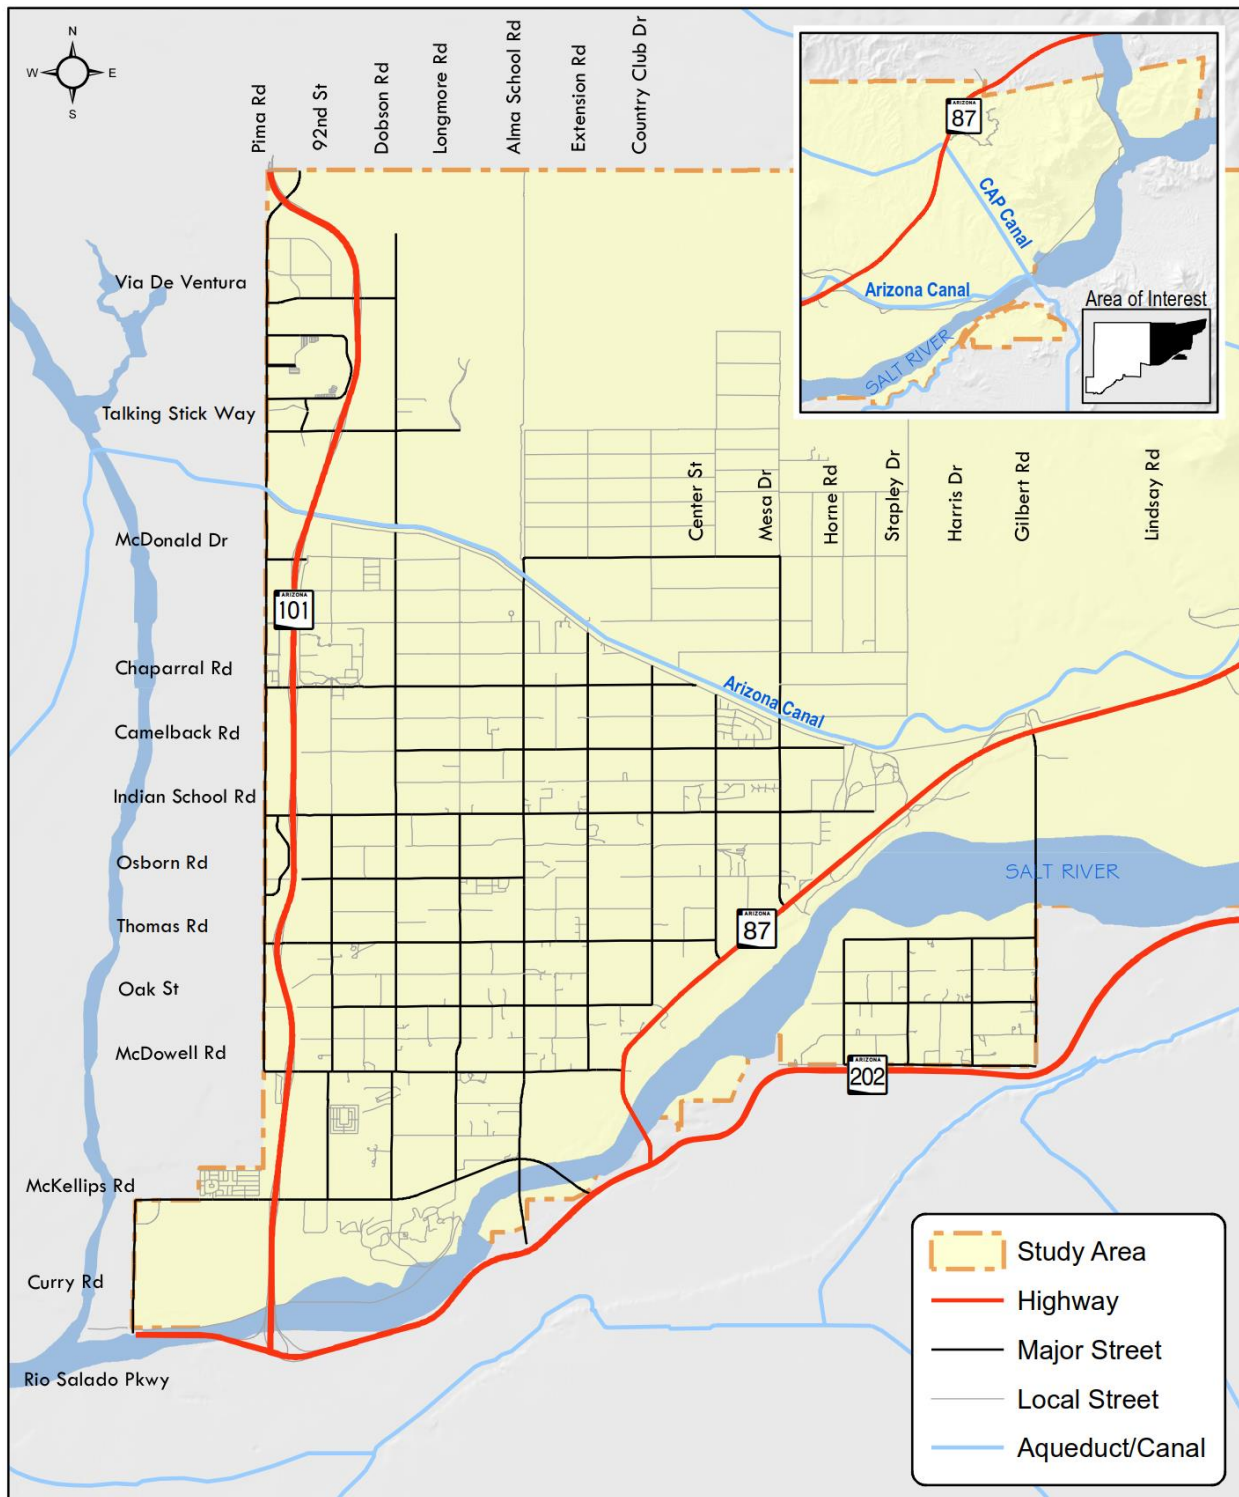 N
W
E
S
Pima Rd
92nd St
Dobson Rd
Longmore Rd
Alma School Rd
Extension Rd
Country Club Dr
ARIZONA
87
CAP Canal
Arizona Canal
SALT RIVER
Area of Interest
Via De Ventura
Talking Stick Way
McDonald Dr
Chaparral Rd
Camelback Rd
Indian School Rd
Osborn Rd
Thomas Rd
Oak St
McDowell Rd
McKellips Rd
Curry Rd
Rio Salado Pkwy
Center St
Mesa Dr
Horne Rd
Stapley Dr
Harris Dr
Gilbert Rd
Lindsay Rd
ARIZONA
101
Arizona Canal
SALT RIVER
ARIZONA
87
ARIZONA
202
Study Area
Highway
Major Street
Local Street
Aqueduct/Canal